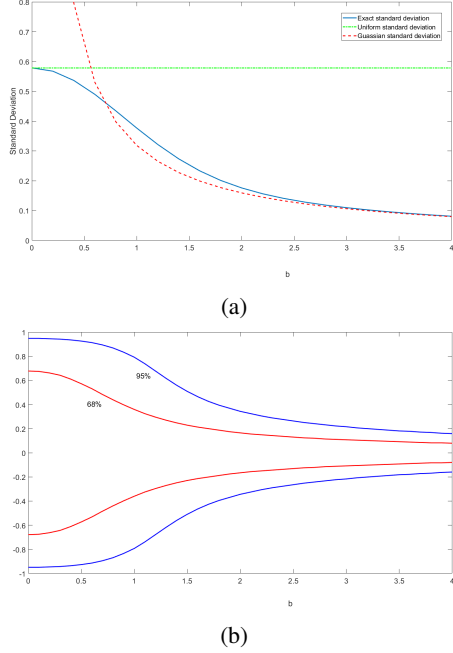 0.8
0.7
0.6
0.5
0.4
0.3
0.2
0.1
0
Standard Deviation
Exact standard deviation
Uniform standard deviation
Guassian standard deviation
0 0.5 1 1.5 2 2.5 3 3.5 4
b
(a)
1
0.8
0.6
0.4
0.2
0
-0.2
-0.4
-0.6
-0.8
-1
95%
68%
0 0.5 1 1.5 2 2.5 3 3.5 4
b
(b)